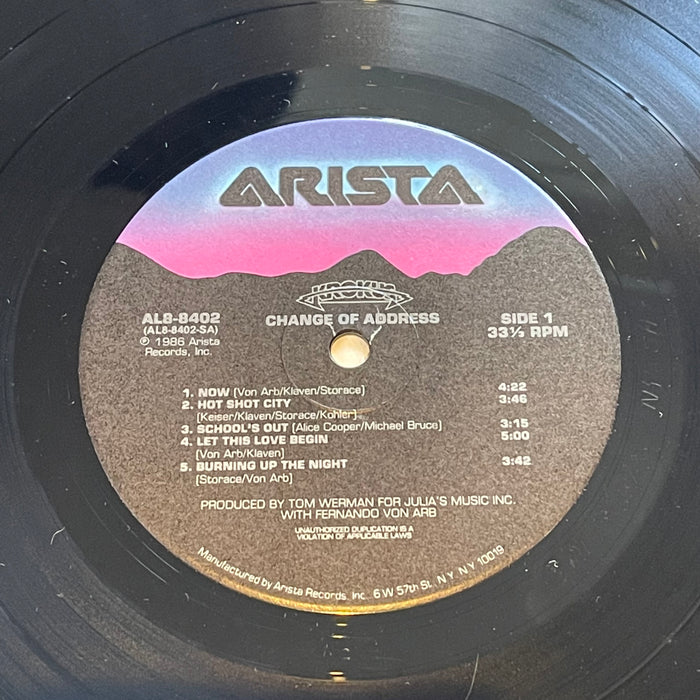 ARISTA
KROKUS
AL8-8402
(AL8-8402-SA)
℗ 1986 Arista
Records, Inc.
CHANGE OF ADDRESS
SIDE 1
33⅓ RPM
1. NOW (Von Arb/Klaven/Storace) 4:22
2. HOT SHOT CITY 3:46
(Keiser/Klaven/Storace/Kohler)
3. SCHOOL'S OUT (Alice Cooper/Michael Bruce) 3:15
4. LET THIS LOVE BEGIN 5:00
(Von Arb/Klaven)
5. BURNING UP THE NIGHT 3:42
(Storace/Von Arb)
PRODUCED BY TOM WERMAN FOR JULIA'S MUSIC INC.
WITH FERNANDO VON ARB
UNAUTHORIZED DUPLICATION IS A
VIOLATION OF APPLICABLE LAWS
Manufactured by Arista Records, Inc. 6 W 57th St. N.Y. N.Y. 10019